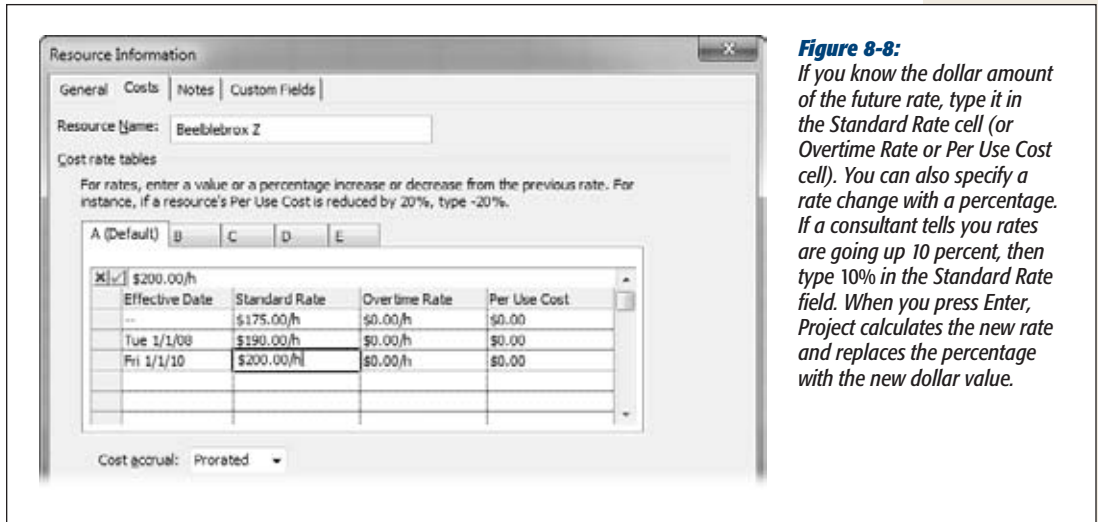 Resource Information
General Costs Notes Custom Fields
Resource Name: Beeblebrox Z
Cost rate tables
For rates, enter a value or a percentage increase or decrease from the previous rate. For
instance, if a resource's Per Use Cost is reduced by 20%, type -20%.
A (Default) B C D E
$200.00/h
Effective Date Standard Rate Overtime Rate Per Use Cost
-- $175.00/h $0.00/h $0.00
Tue 1/1/08 $190.00/h $0.00/h $0.00
Fri 1/1/10 $200.00/h $0.00/h $0.00
Cost accrual: Prorated
Figure 8-8:
If you know the dollar amount
of the future rate, type it in
the Standard Rate cell (or
Overtime Rate or Per Use Cost
cell). You can also specify a
rate change with a percentage.
If a consultant tells you rates
are going up 10 percent, then
type 10% in the Standard Rate
field. When you press Enter,
Project calculates the new rate
and replaces the percentage
with the new dollar value.